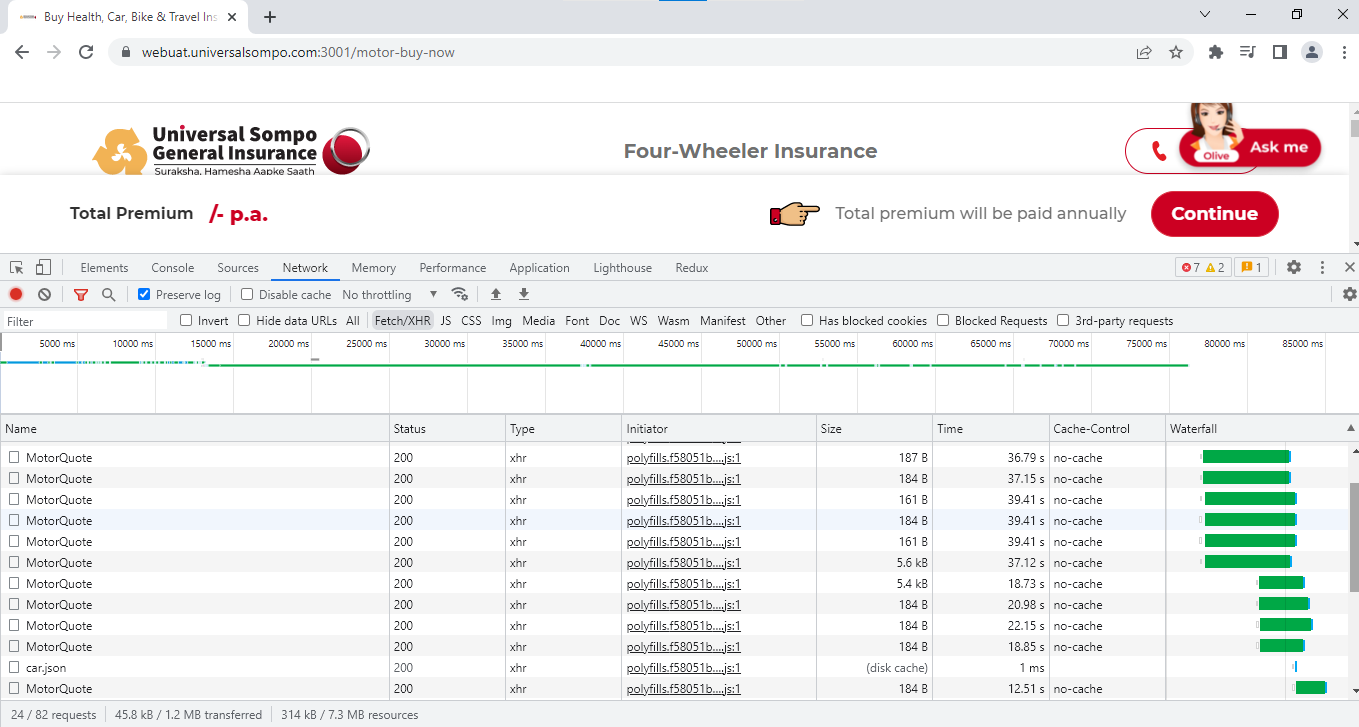 Buy Health, Car, Bike & Travel Ins
webuat.universalsompo.com:3001/motor-buy-now
Universal Sompo
General Insurance
Suraksha, Hamesha Aapke Saath
Four-Wheeler Insurance
Olive
Ask me
Total Premium /- p.a.
Total premium will be paid annually
Continue
Elements Console Sources Network Memory Performance Application Lighthouse Redux 7 2 1
Preserve log Disable cache No throttling
Filter Invert Hide data URLs All Fetch/XHR JS CSS Img Media Font Doc WS Wasm Manifest Other Has blocked cookies Blocked Requests 3rd-party requests
5000 ms 10000 ms 15000 ms 20000 ms 25000 ms 30000 ms 35000 ms 40000 ms 45000 ms 50000 ms 55000 ms 60000 ms 65000 ms 70000 ms 75000 ms 80000 ms 85000 ms
Name Status Type Initiator Size Time Cache-Control Waterfall
MotorQuote 200 xhr polyfills.f58051b....js:1 187 B 36.79 s no-cache
MotorQuote 200 xhr polyfills.f58051b....js:1 184 B 37.15 s no-cache
MotorQuote 200 xhr polyfills.f58051b....js:1 161 B 39.41 s no-cache
MotorQuote 200 xhr polyfills.f58051b....js:1 184 B 39.41 s no-cache
MotorQuote 200 xhr polyfills.f58051b....js:1 161 B 39.41 s no-cache
MotorQuote 200 xhr polyfills.f58051b....js:1 5.6 kB 37.12 s no-cache
MotorQuote 200 xhr polyfills.f58051b....js:1 5.4 kB 18.73 s no-cache
MotorQuote 200 xhr polyfills.f58051b....js:1 184 B 20.98 s no-cache
MotorQuote 200 xhr polyfills.f58051b....js:1 184 B 22.15 s no-cache
MotorQuote 200 xhr polyfills.f58051b....js:1 184 B 18.85 s no-cache
car.json 200 xhr polyfills.f58051b....js:1 (disk cache) 1 ms
MotorQuote 200 xhr polyfills.f58051b....js:1 184 B 12.51 s no-cache
24 / 82 requests 45.8 kB / 1.2 MB transferred 314 kB / 7.3 MB resources